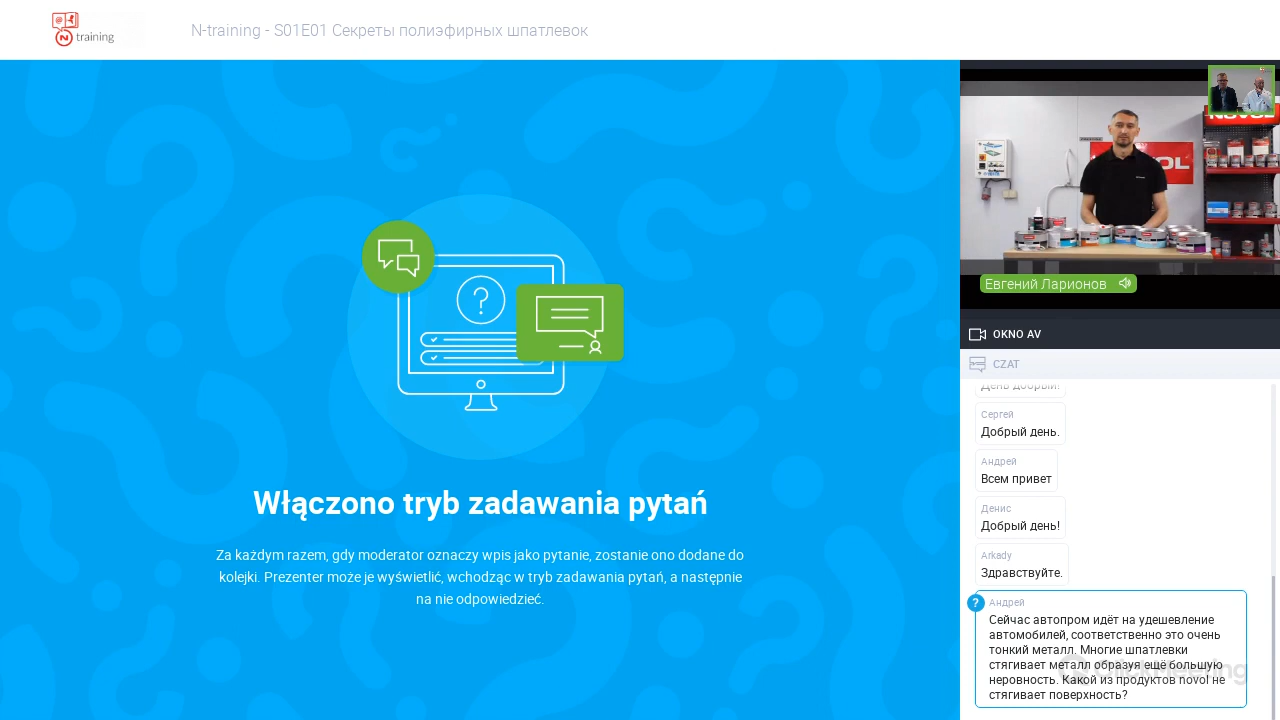 training
N-training - S01E01 Секреты полиэфирных шпатлевок
NOVOL
Евгений Ларионов
OKNO AV
CZAT
День добрый!
Сергей
Добрый день.
Андрей
Всем привет
Денис
Добрый день!
Arkady
Здравствуйте.
?
Андрей
Сейчас автопром идёт на удешевление
автомобилей, соответственно это очень
тонкий металл. Многие шпатлевки
стягивает металл образуя ещё большую
неровность. Какой из продуктов novol не
стягивает поверхность?
ClickMeeting
Włączono tryb zadawania pytań
Za każdym razem, gdy moderator oznaczy wpis jako pytanie, zostanie ono dodane do
kolejki. Prezenter może je wyświetlić, wchodząc w tryb zadawania pytań, a następnie
na nie odpowiedzieć.